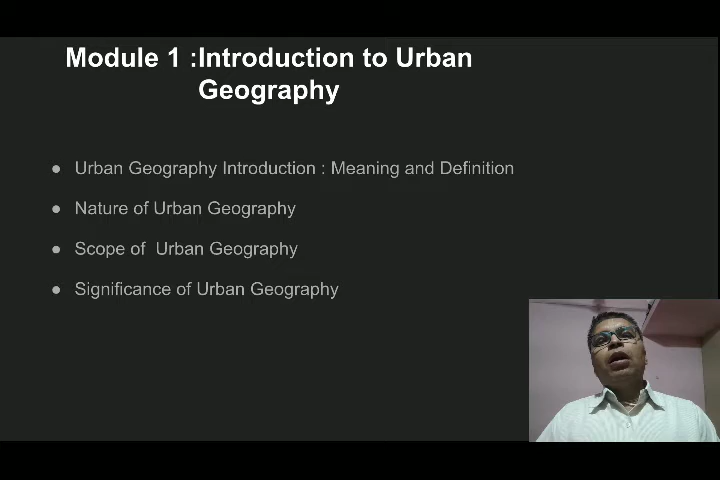 Module 1 :Introduction to Urban
Geography
● Urban Geography Introduction : Meaning and Definition
● Nature of Urban Geography
● Scope of  Urban Geography
● Significance of Urban Geography